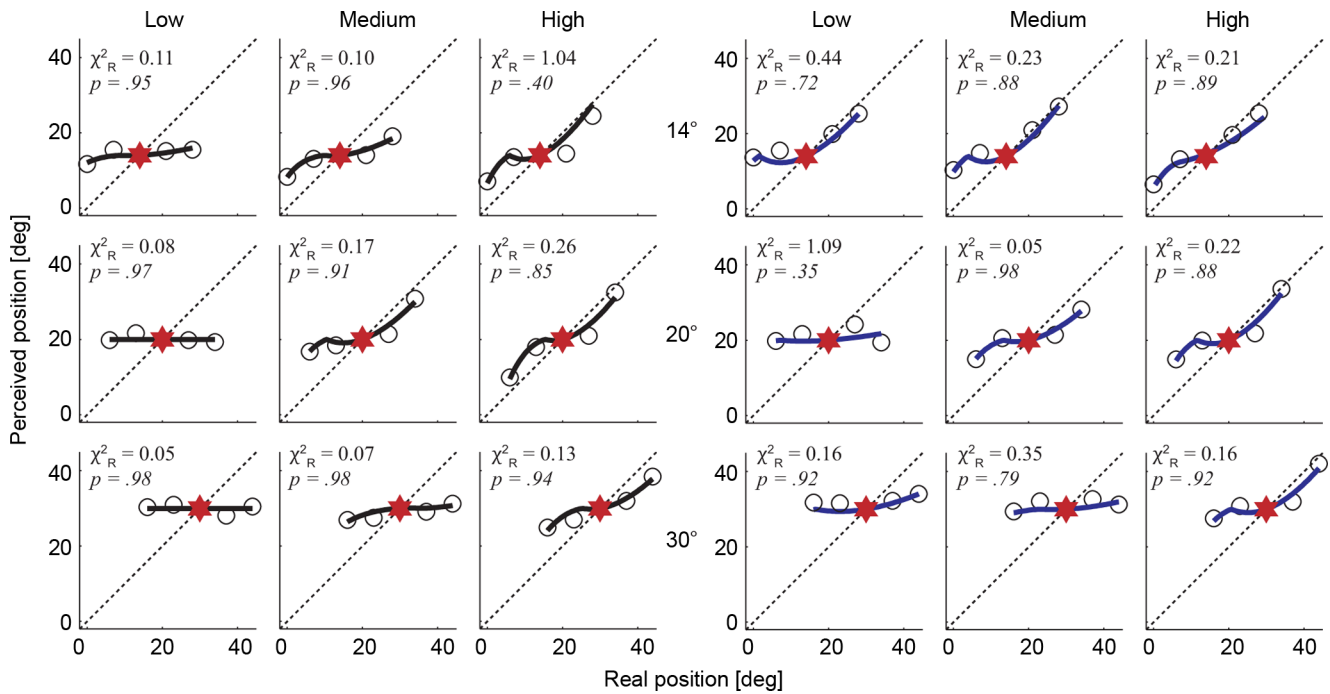 Low Medium High Low Medium High
40 χ²R = 0.11 χ²R = 0.10 χ²R = 1.04 40 χ²R = 0.44 χ²R = 0.23 χ²R = 0.21
p = .95 p = .96 p = .40 p = .72 p = .88 p = .89
20 14° 20
0 0
Perceived position [deg]
40 χ²R = 0.08 χ²R = 0.17 χ²R = 0.26 40 χ²R = 1.09 χ²R = 0.05 χ²R = 0.22
p = .97 p = .91 p = .85 p = .35 p = .98 p = .88
20 20° 20
0 0
40 χ²R = 0.05 χ²R = 0.07 χ²R = 0.13 40 χ²R = 0.16 χ²R = 0.35 χ²R = 0.16
p = .98 p = .98 p = .94 p = .92 p = .79 p = .92
20 30° 20
0 0
0 20 40 0 20 40 0 20 40 0 20 40 0 20 40 0 20 40
Real position [deg]